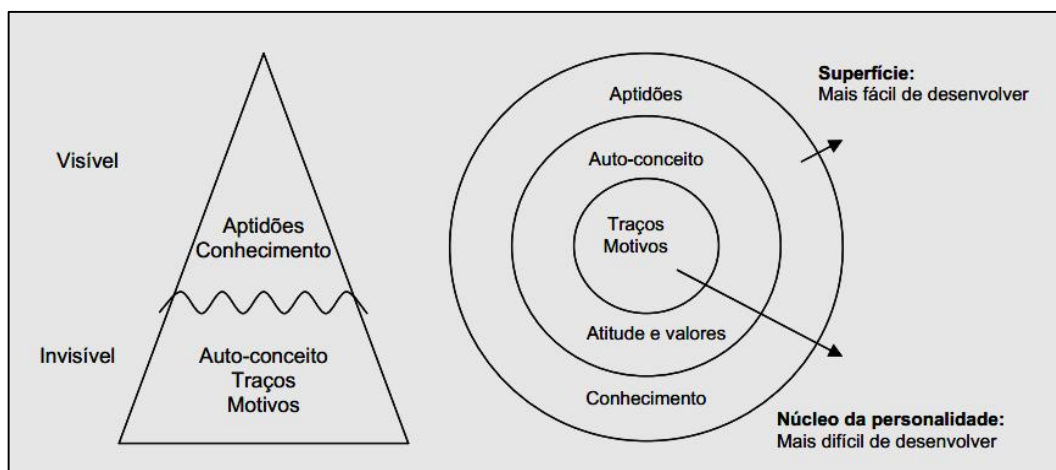 Visível
Aptidões
Conhecimento
Invisível
Auto-conceito
Traços
Motivos
Aptidões
Auto-conceito
Traços
Motivos
Atitude e valores
Conhecimento
Superfície:
Mais fácil de desenvolver
Núcleo da personalidade:
Mais difícil de desenvolver